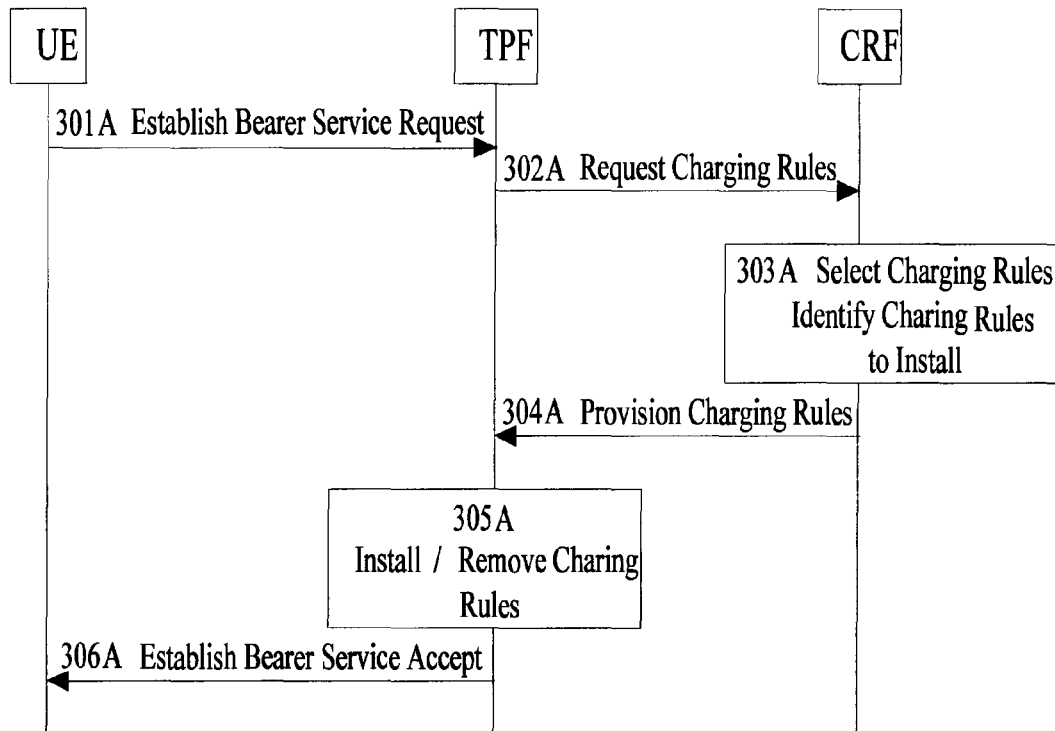 UE
TPF
CRF
301A Establish Bearer Service Request
302A Request Charging Rules
303A Select Charging Rules
Identify Charing Rules
to Install
304A Provision Charging Rules
305A
Install / Remove Charing
Rules
306A Establish Bearer Service Accept